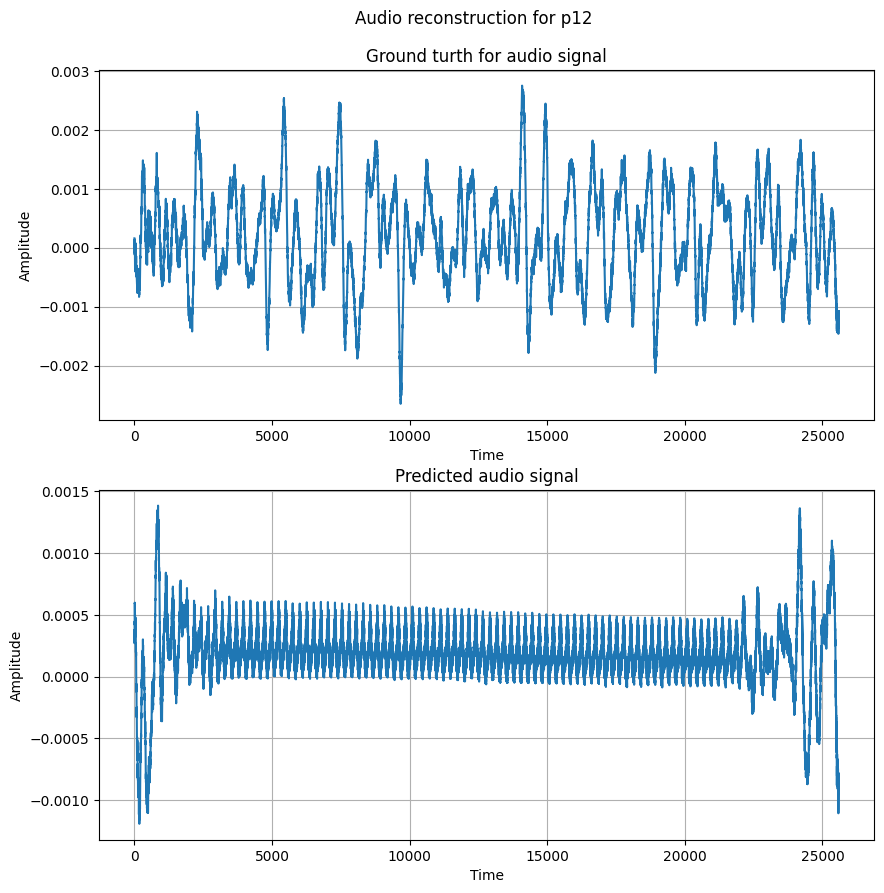 Audio reconstruction for p12
Ground turth for audio signal
0.003
0.002
0.001
0.000
−0.001
−0.002
Amplitude
0 5000 10000 15000 20000 25000
Time
Predicted audio signal
0.0015
0.0010
0.0005
0.0000
−0.0005
−0.0010
Amplitude
0 5000 10000 15000 20000 25000
Time